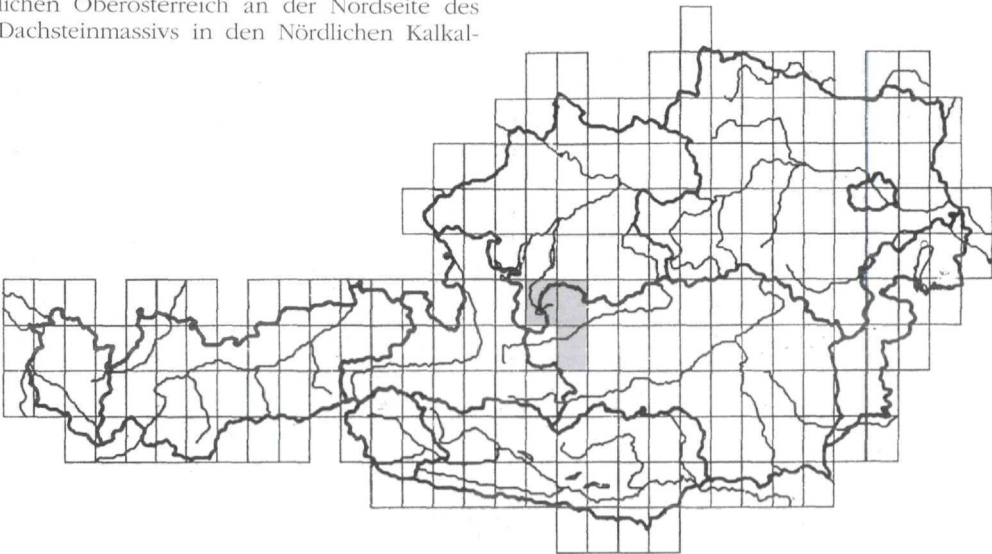 lichen Oberösterreich an der Nordseite des
Dachsteinmassivs in den Nördlichen Kalkal-